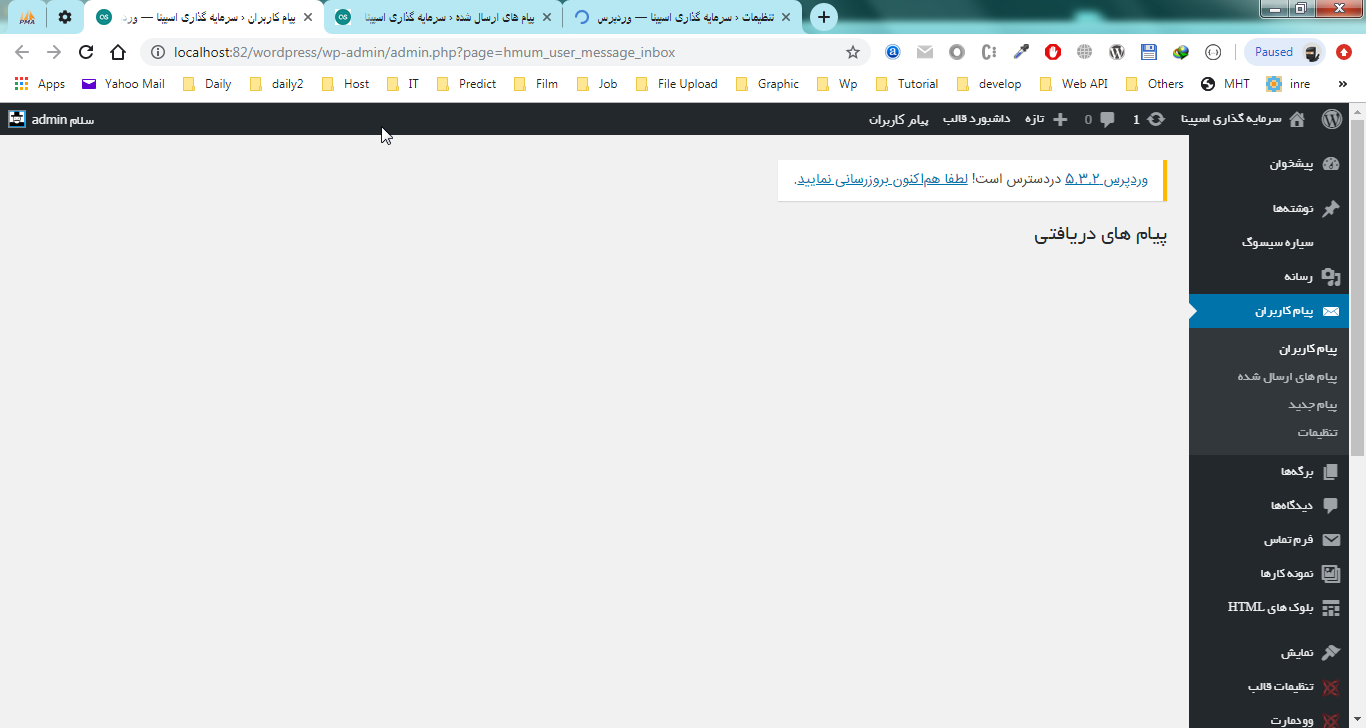 PMA
پیام کاربران ‹ سرمایه گذاری اسپینا — ورد
پیام های ارسال شده ‹ سرمایه گذاری اسپینا
تنظیمات ‹ سرمایه گذاری اسپینا — وردپرس
localhost:82/wordpress/wp-admin/admin.php?page=hmum_user_message_inbox
Paused
Apps
Yahoo Mail
Daily
daily2
Host
IT
Predict
Film
Job
File Upload
Graphic
Wp
Tutorial
develop
Web API
Others
MHT
inre
»
سرمایه گذاری اسپینا
1
0
تازه
داشبورد قالب
پیام کاربران
سلام admin
وردپرس ۵.۳.۲ دردسترس است! لطفا هم‌اکنون بروزرسانی نمایید.
پیام های دریافتی
پیشخوان
نوشته‌ها
سیاره سیسوگ
رسانه
پیام کاربران
پیام کاربران
پیام های ارسال شده
پیام جدید
تنظیمات
برگه‌ها
دیدگاه‌ها
فرم تماس
نمونه کارها
بلوک های HTML
نمایش
تنظیمات قالب
وودمارت